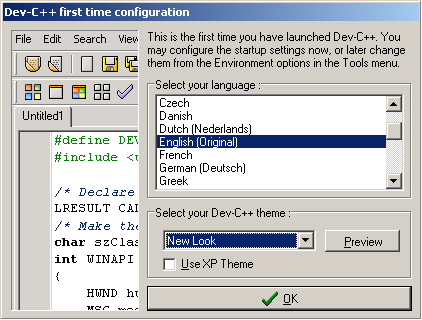 Dev-C++ first time configuration
File Edit Search View
Untitled1
#define DEV
#include <
/* Declare
LRESULT CAL
/* Make the
char szClas
int WINAPI
{
HWND
MSG
This is the first time you have launched Dev-C++. You
may configure the startup settings now, or later change
them from the Environment options in the Tools menu.
Select your language :
Czech
Danish
Dutch (Nederlands)
English (Original)
French
German (Deutsch)
Greek
Select your Dev-C++ theme :
New Look
Preview
Use XP Theme
OK